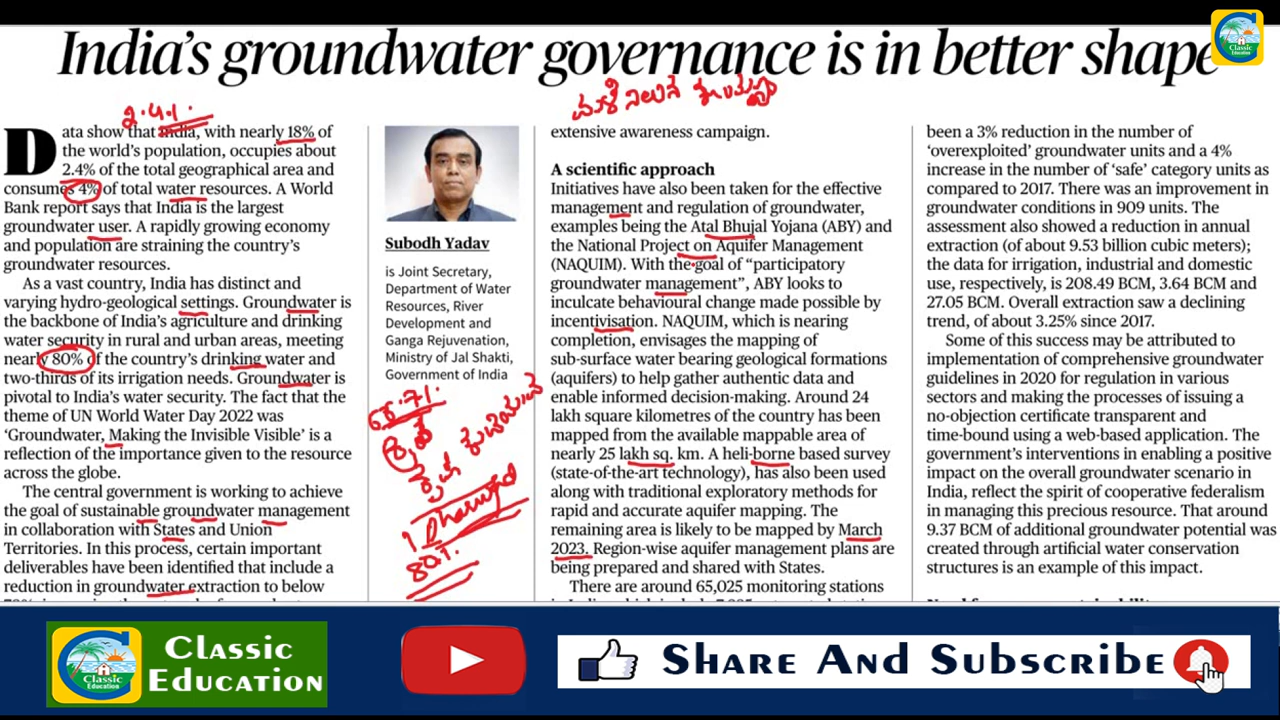 India's groundwater governance is in better shape
Classic
Education
2.4%
ಮಳೆ ನೀರಿನ
Data show that India, with nearly 18% of
the world's population, occupies about
2.4% of the total geographical area and
consumes 4% of total water resources. A World
Bank report says that India is the largest
groundwater user. A rapidly growing economy
and population are straining the country's
groundwater resources.
As a vast country, India has distinct and
varying hydro-geological settings. Groundwater is
the backbone of India's agriculture and drinking
water security in rural and urban areas, meeting
nearly 80% of the country's drinking water and
two-thirds of its irrigation needs. Groundwater is
pivotal to India's water security. The fact that the
theme of UN World Water Day 2022 was
'Groundwater, Making the Invisible Visible' is a
reflection of the importance given to the resource
across the globe.
The central government is working to achieve
the goal of sustainable groundwater management
in collaboration with States and Union
Territories. In this process, certain important
deliverables have been identified that include a
reduction in groundwater extraction to below
Subodh Yadav
is Joint Secretary,
Department of Water
Resources, River
Development and
Ganga Rejuvenation,
Ministry of Jal Shakti,
Government of India
80%
extensive awareness campaign.
A scientific approach
Initiatives have also been taken for the effective
management and regulation of groundwater,
examples being the Atal Bhujal Yojana (ABY) and
the National Project on Aquifer Management
(NAQUIM). With the goal of "participatory
groundwater management", ABY looks to
inculcate behavioural change made possible by
incentivisation. NAQUIM, which is nearing
completion, envisages the mapping of
sub-surface water bearing geological formations
(aquifers) to help gather authentic data and
enable informed decision-making. Around 24
lakh square kilometres of the country has been
mapped from the available mappable area of
nearly 25 lakh sq. km. A heli-borne based survey
(state-of-the-art technology), has also been used
along with traditional exploratory methods for
rapid and accurate aquifer mapping. The
remaining area is likely to be mapped by March
2023. Region-wise aquifer management plans are
being prepared and shared with States.
There are around 65,025 monitoring stations
been a 3% reduction in the number of
'overexploited' groundwater units and a 4%
increase in the number of 'safe' category units as
compared to 2017. There was an improvement in
groundwater conditions in 909 units. The
assessment also showed a reduction in annual
extraction (of about 9.53 billion cubic meters);
the data for irrigation, industrial and domestic
use, respectively, is 208.49 BCM, 3.64 BCM and
27.05 BCM. Overall extraction saw a declining
trend, of about 3.25% since 2017.
Some of this success may be attributed to
implementation of comprehensive groundwater
guidelines in 2020 for regulation in various
sectors and making the processes of issuing a
no-objection certificate transparent and
time-bound using a web-based application. The
government's interventions in enabling a positive
impact on the overall groundwater scenario in
India, reflect the spirit of cooperative federalism
in managing this precious resource. That around
9.37 BCM of additional groundwater potential was
created through artificial water conservation
structures is an example of this impact.
Classic
Education
Classic
Education
Share And Subscribe